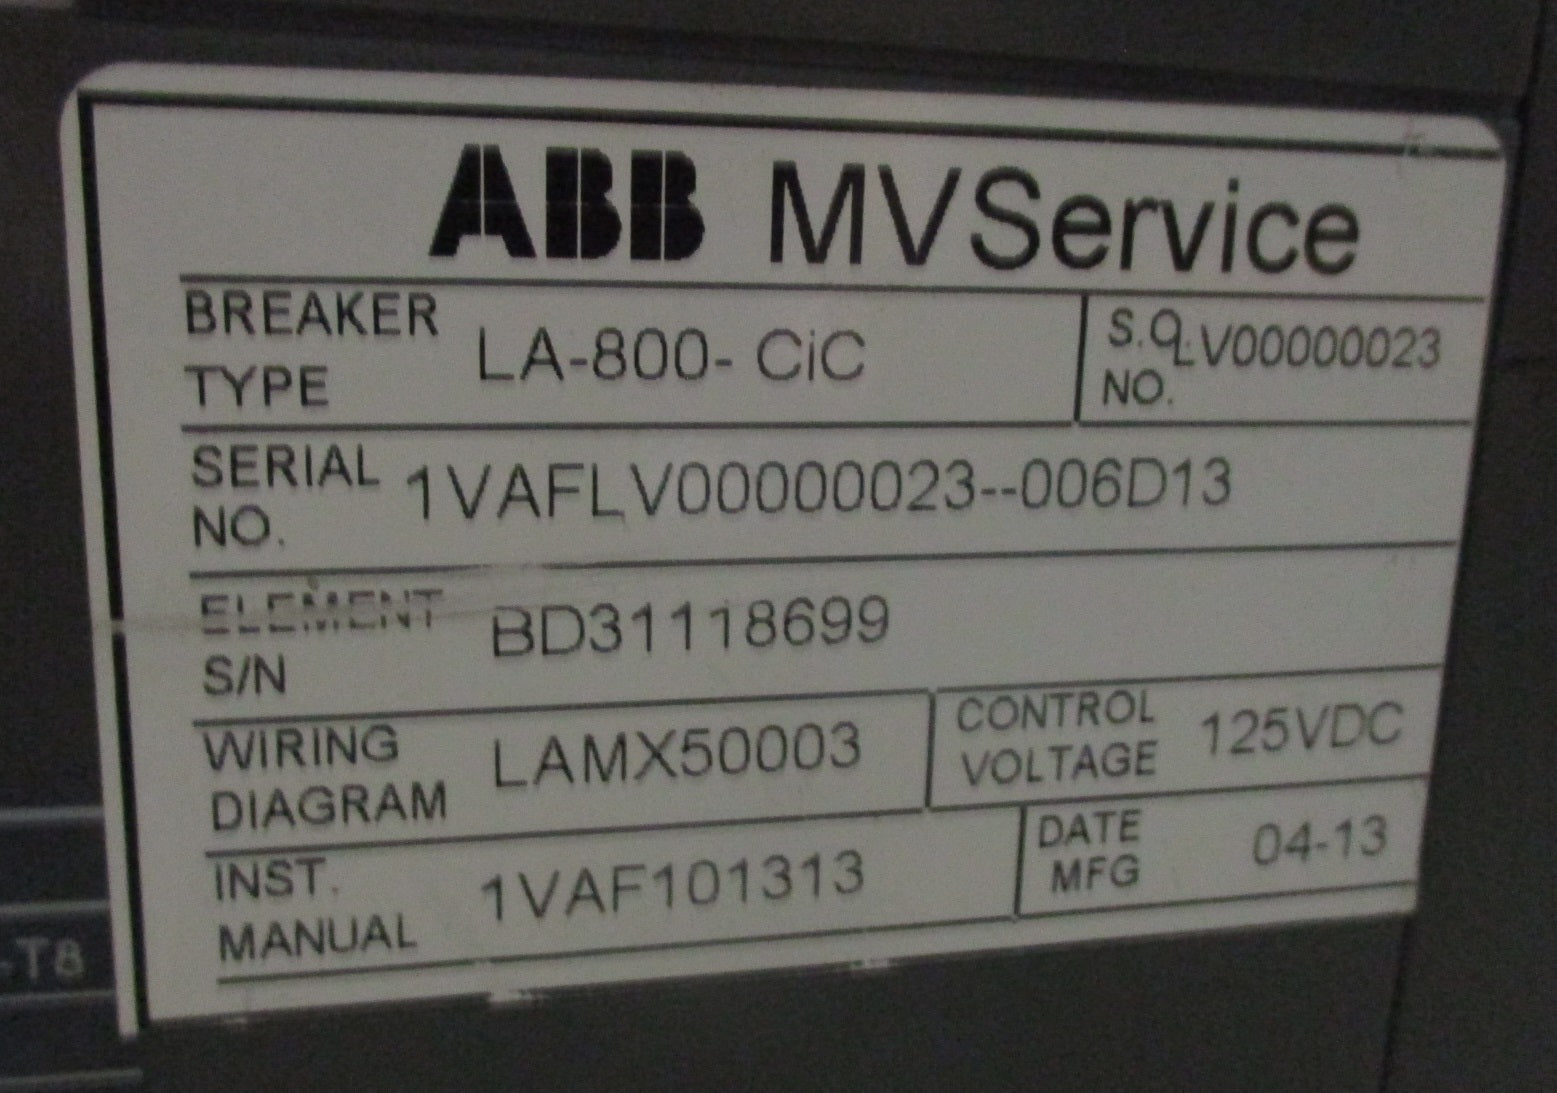 ABB MVService
BREAKER TYPE LA-800- CiC
S.O. NO. LV00000023
SERIAL NO. 1VAFLV00000023--006D13
ELEMENT S/N BD31118699
WIRING DIAGRAM LAMX50003
CONTROL VOLTAGE 125VDC
INST. MANUAL 1VAF101313
DATE MFG 04-13
-T8